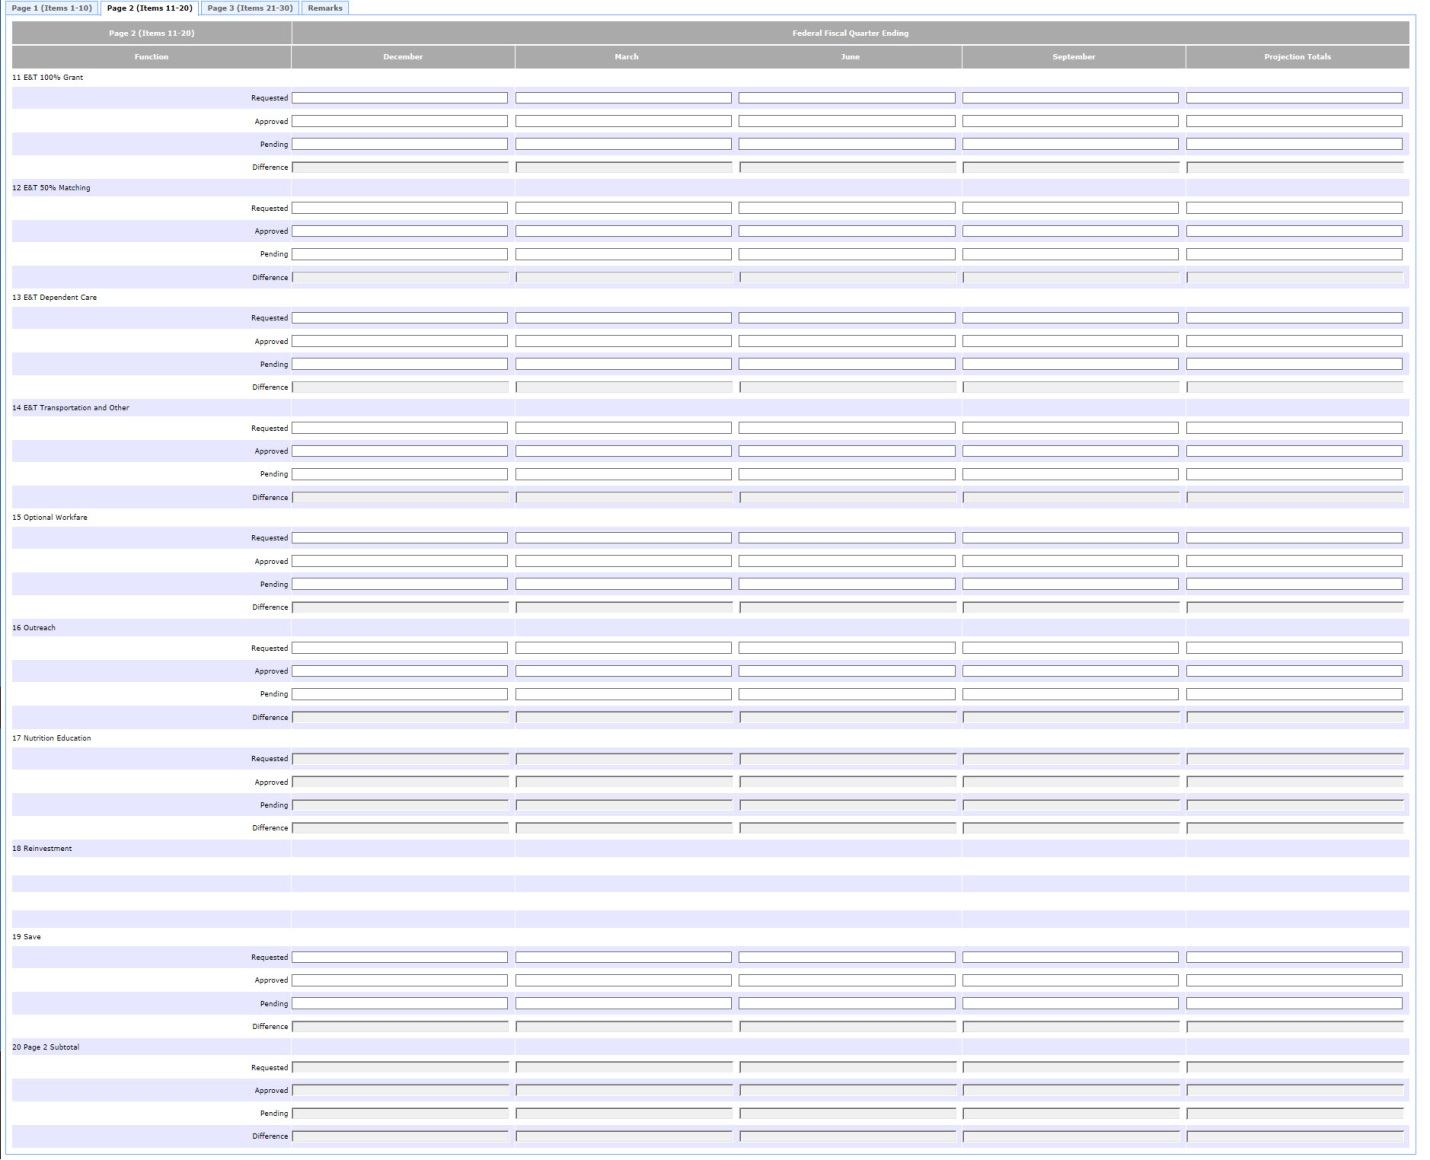 Page 1 (Items 1-10) Page 2 (Items 11-20) Page 3 (Items 21-30) Remarks
Page 2 (Items 11-20) Federal Fiscal Quarter Ending
Function December March June September Projection Totals
11 E&T 100% Grant
Requested
Approved
Pending
Difference
12 E&T 50% Matching
Requested
Approved
Pending
Difference
13 E&T Dependent Care
Requested
Approved
Pending
Difference
14 E&T Transportation and Other
Requested
Approved
Pending
Difference
15 Optional Workfare
Requested
Approved
Pending
Difference
16 Outreach
Requested
Approved
Pending
Difference
17 Nutrition Education
Requested
Approved
Pending
Difference
18 Reinvestment
19 Save
Requested
Approved
Pending
Difference
20 Page 2 Subtotal
Requested
Approved
Pending
Difference